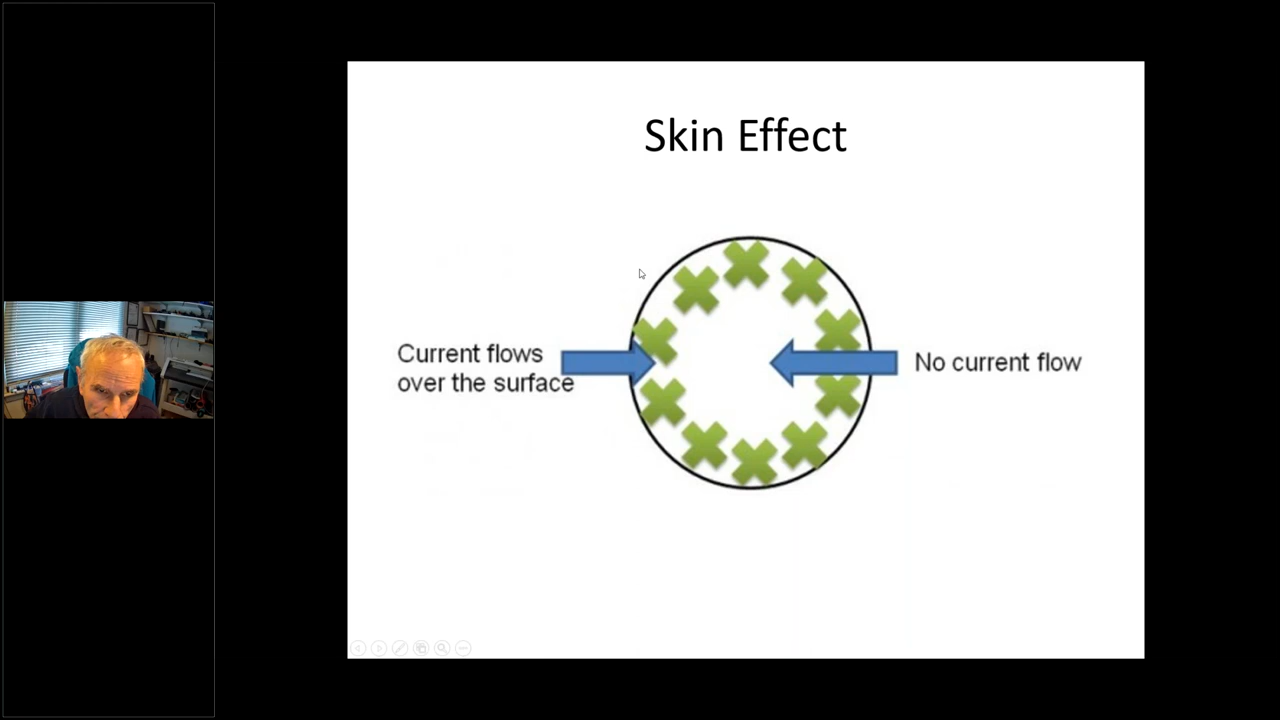 Skin Effect
Current flows
over the surface
No current flow